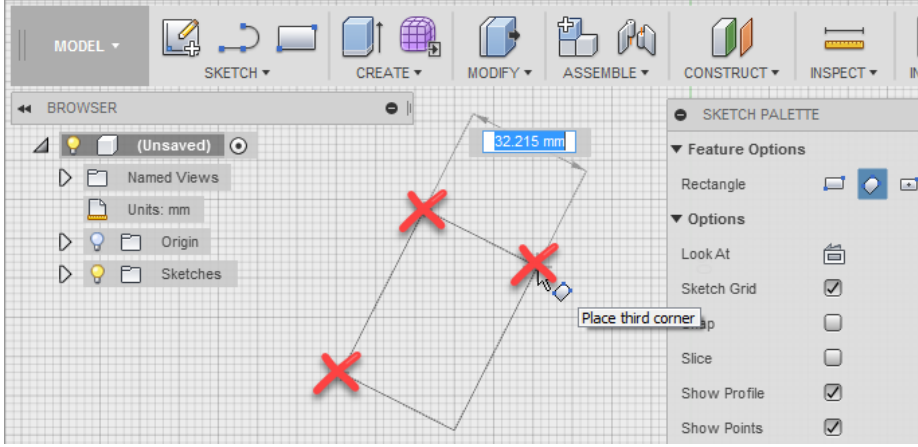 MODEL
SKETCH
CREATE
MODIFY
ASSEMBLE
CONSTRUCT
INSPECT
BROWSER
(Unsaved)
Named Views
Units: mm
Origin
Sketches
32.215 mm
Place third corner
SKETCH PALETTE
Feature Options
Rectangle
Options
Look At
Sketch Grid
Slice
Show Profile
Show Points